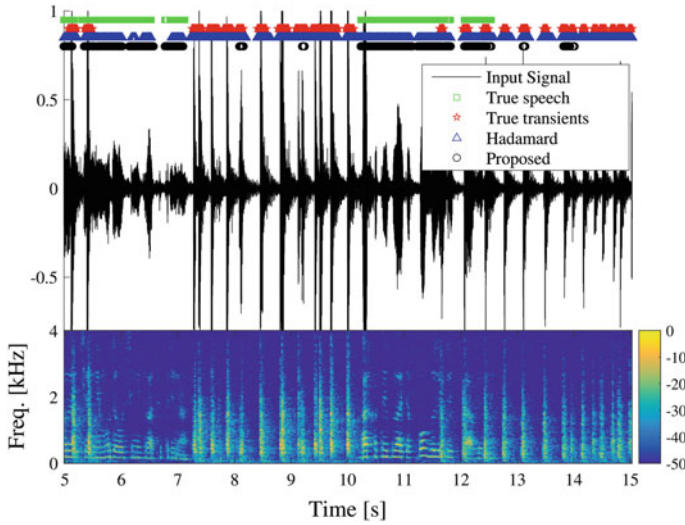 1
0.5
0
-0.5
Input Signal
True speech
True transients
Hadamard
Proposed
4
2
0
Freq. [kHz]
0
-10
-20
-30
-40
-50
5 6 7 8 9 10 11 12 13 14 15
Time [s]